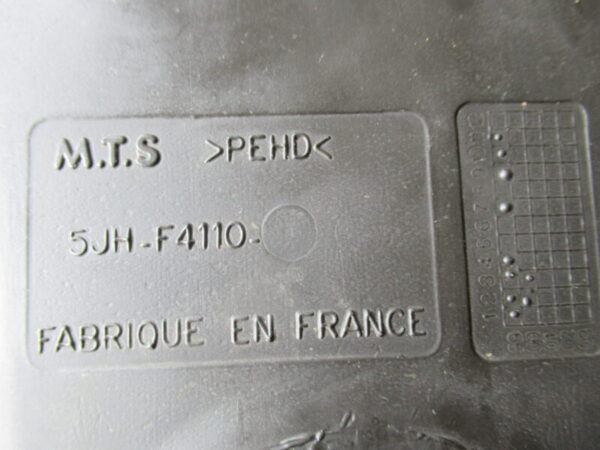 M.T.S >PEHD<
5JH-F4110-
FABRIQUE EN FRANCE